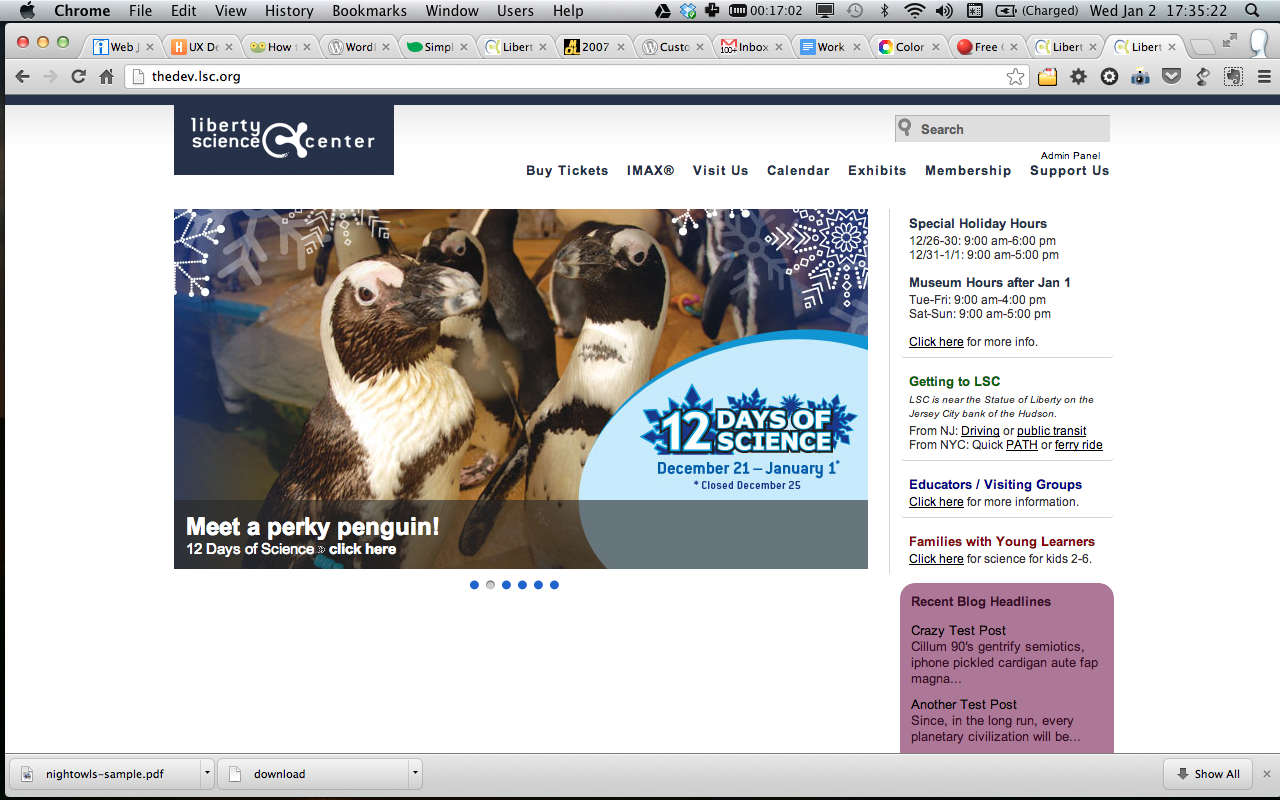 Chrome File Edit View History Bookmarks Window Users Help 00:17:02 (Charged) Wed Jan 2 17:35:22
Web J UX De How t WordI Simpl Libert 2007 Custo 100+ Inbox Work Color Free ( Libert Libert
thedev.lsc.org
liberty
science center
Search
Admin Panel
Buy Tickets IMAX® Visit Us Calendar Exhibits Membership Support Us
12 DAYS OF
SCIENCE
December 21 – January 1*
* Closed December 25
Meet a perky penguin!
12 Days of Science » click here
Special Holiday Hours
12/26-30: 9:00 am-6:00 pm
12/31-1/1: 9:00 am-5:00 pm
Museum Hours after Jan 1
Tue-Fri: 9:00 am-4:00 pm
Sat-Sun: 9:00 am-5:00 pm
Click here for more info.
Getting to LSC
LSC is near the Statue of Liberty on the
Jersey City bank of the Hudson.
From NJ: Driving or public transit
From NYC: Quick PATH or ferry ride
Educators / Visiting Groups
Click here for more information.
Families with Young Learners
Click here for science for kids 2-6.
Recent Blog Headlines
Crazy Test Post
Cillum 90's gentrify semiotics,
iphone pickled cardigan aute fap
magna...
Another Test Post
Since, in the long run, every
planetary civilization will be...
nightowls-sample.pdf download Show All